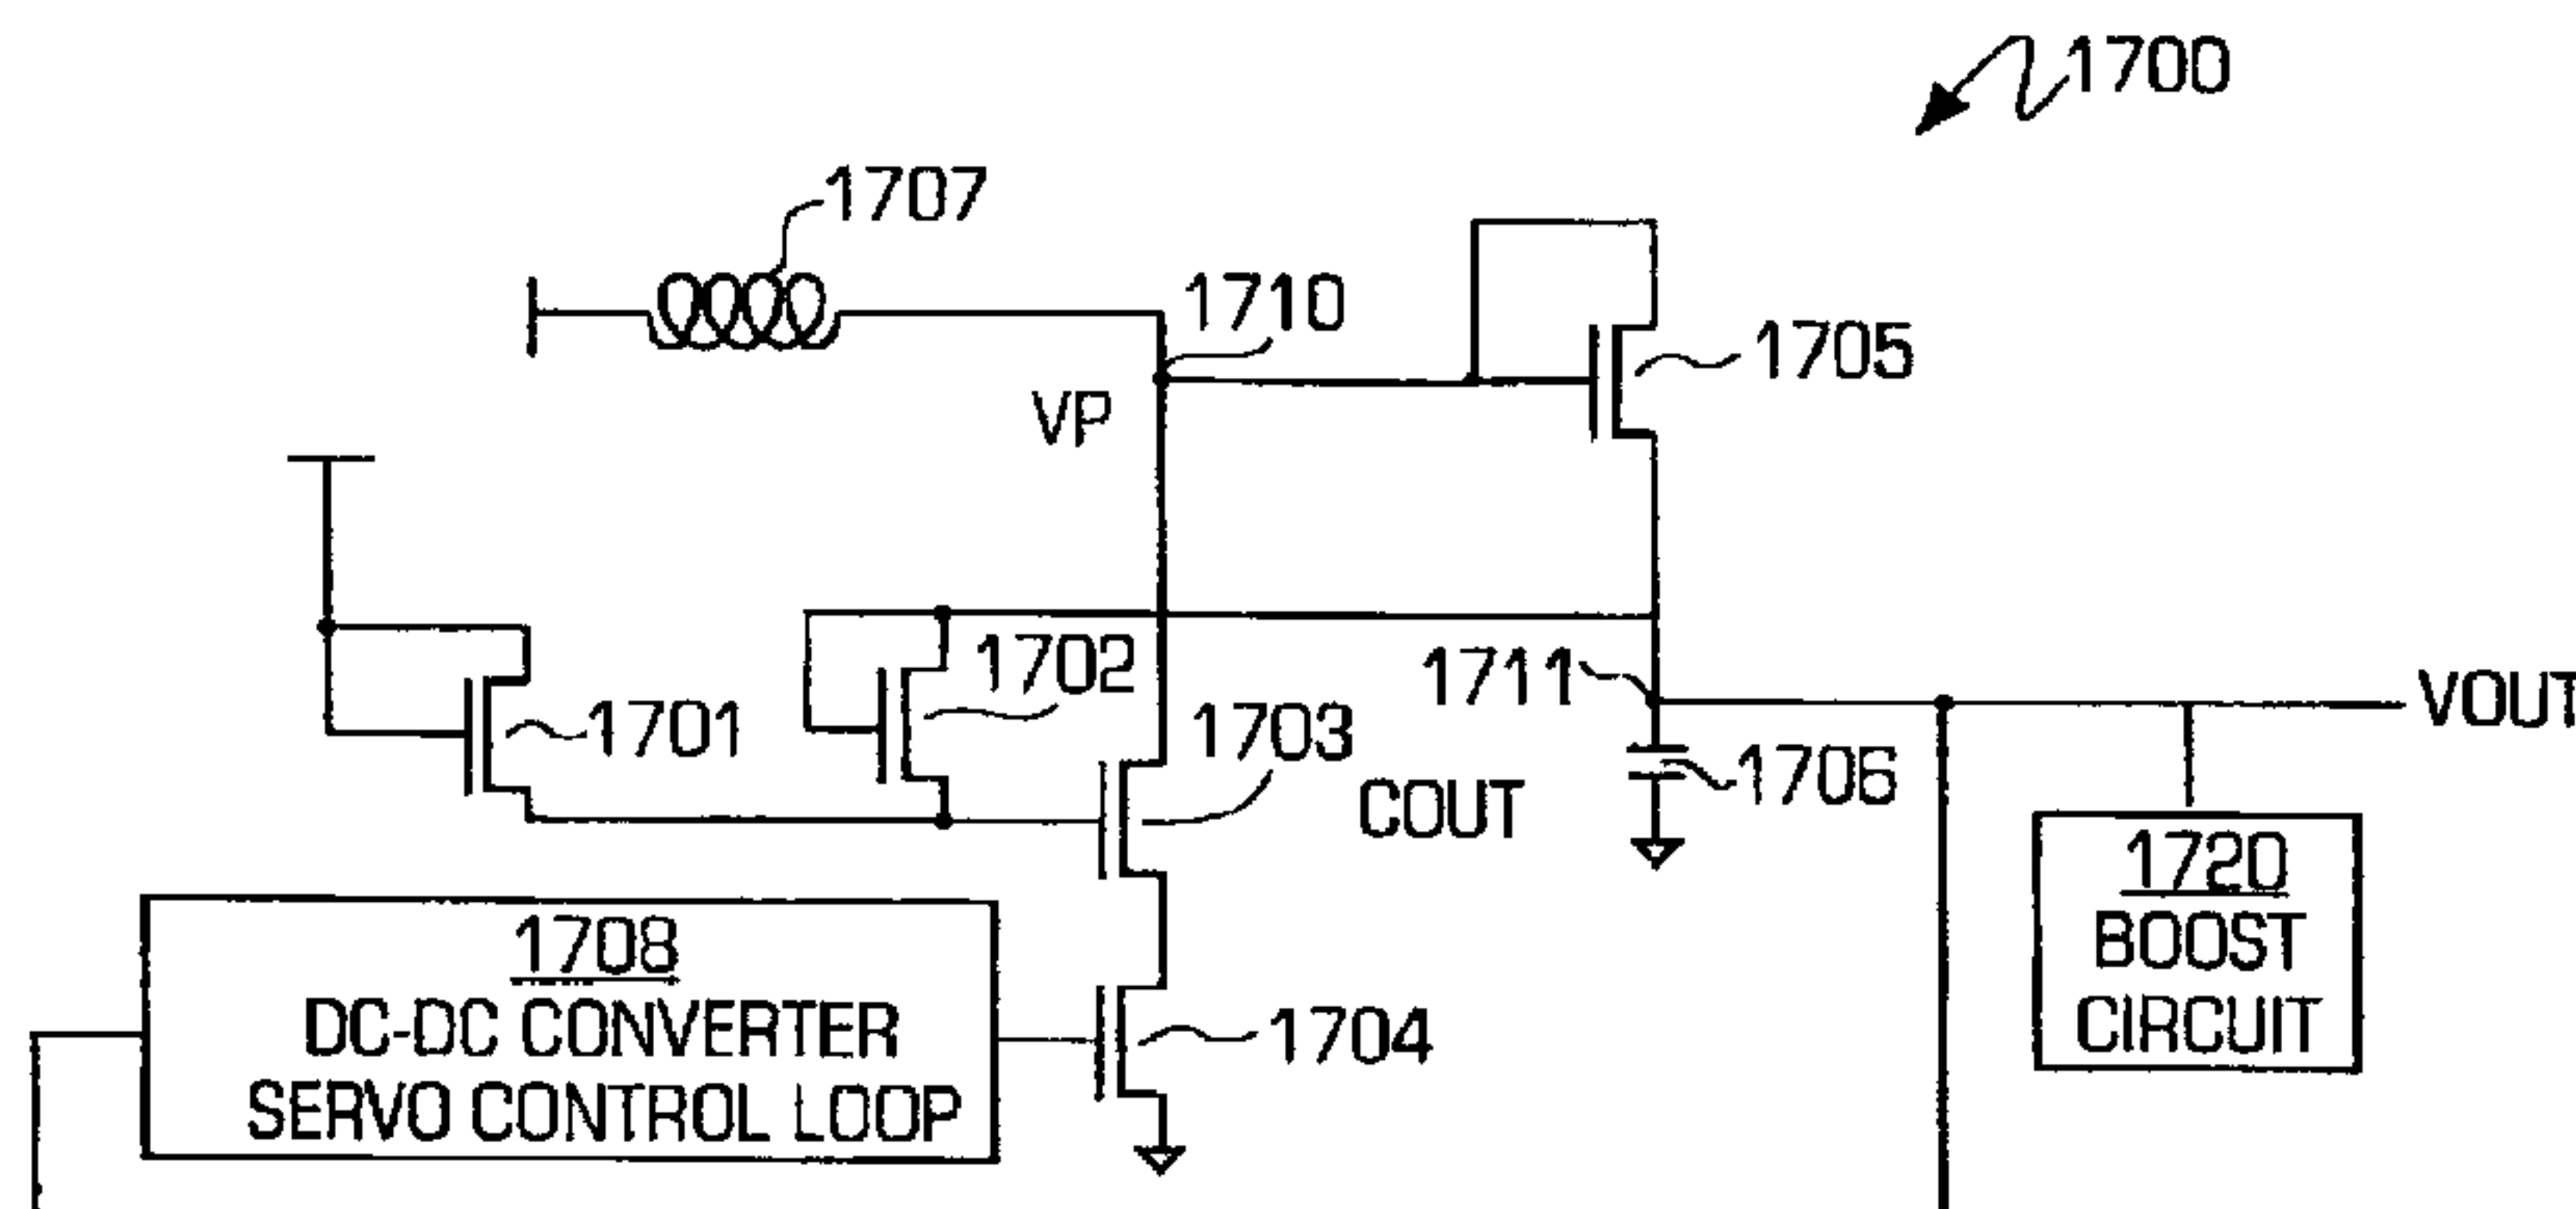 1700
1707
1710
1705
VP
1702
1711
VOUT
1701
1703
1706
COUT
1720
BOOST
CIRCUIT
1708
DC-DC CONVERTER
SERVO CONTROL LOOP
1704